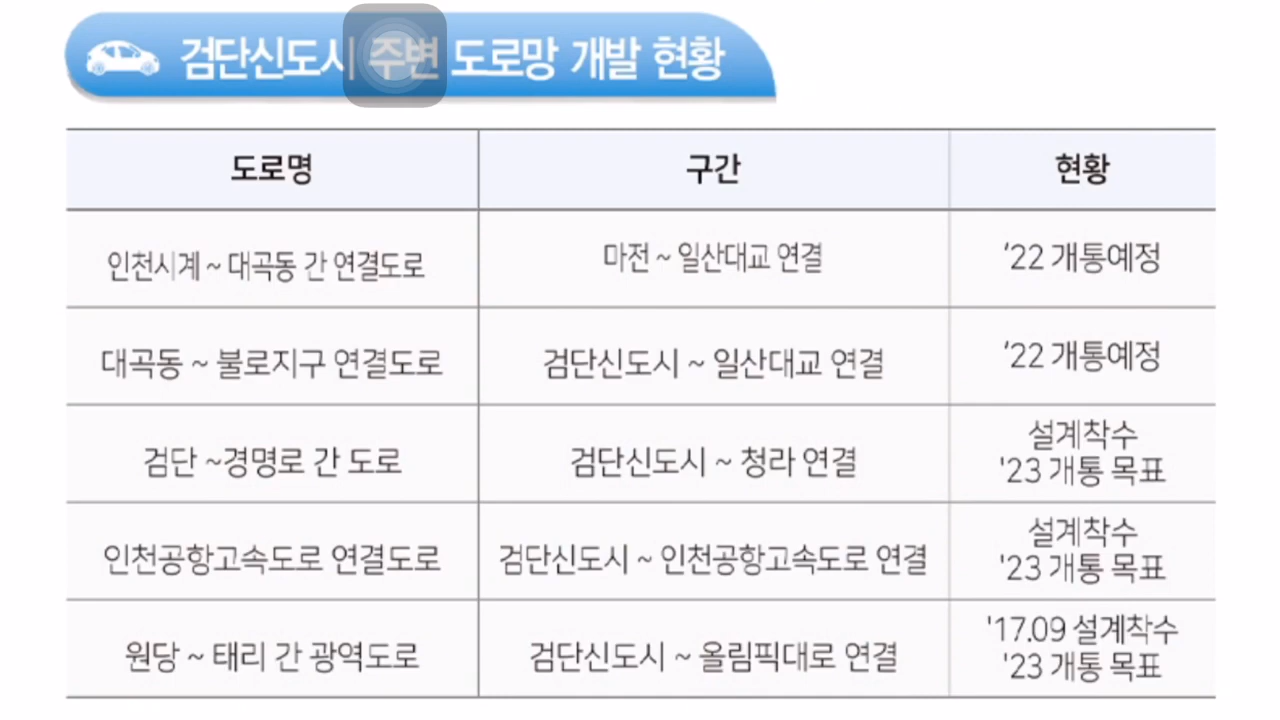 검단신도시 주변 도로망 개발 현황
도로명 구간 현황
인천시계 ~ 대곡동 간 연결도로 마전 ~ 일산대교 연결 ‘22 개통예정
대곡동 ~ 불로지구 연결도로 검단신도시 ~ 일산대교 연결 ‘22 개통예정
검단 ~경명로 간 도로 검단신도시 ~ 청라 연결 설계착수
'23 개통 목표
인천공항고속도로 연결도로 검단신도시 ~ 인천공항고속도로 연결 설계착수
'23 개통 목표
원당 ~ 태리 간 광역도로 검단신도시 ~ 올림픽대로 연결 '17.09 설계착수
'23 개통 목표